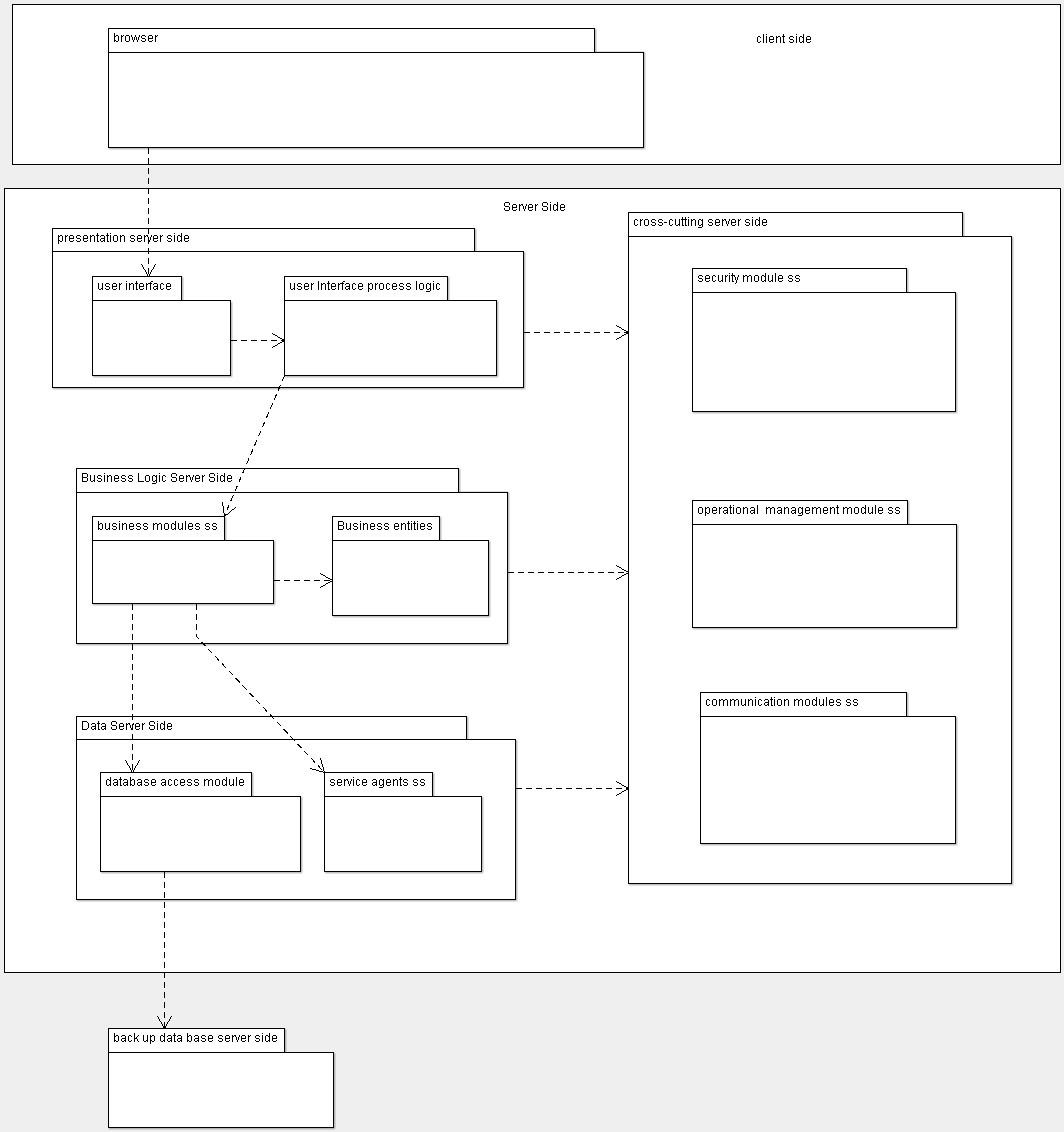 browser
client side
Server Side
presentation server side
user interface
user Interface process logic
cross-cutting server side
security module ss
Business Logic Server Side
business modules ss
Business entities
operational  management module ss
Data Server Side
database access module
service agents ss
communication modules ss
back up data base server side